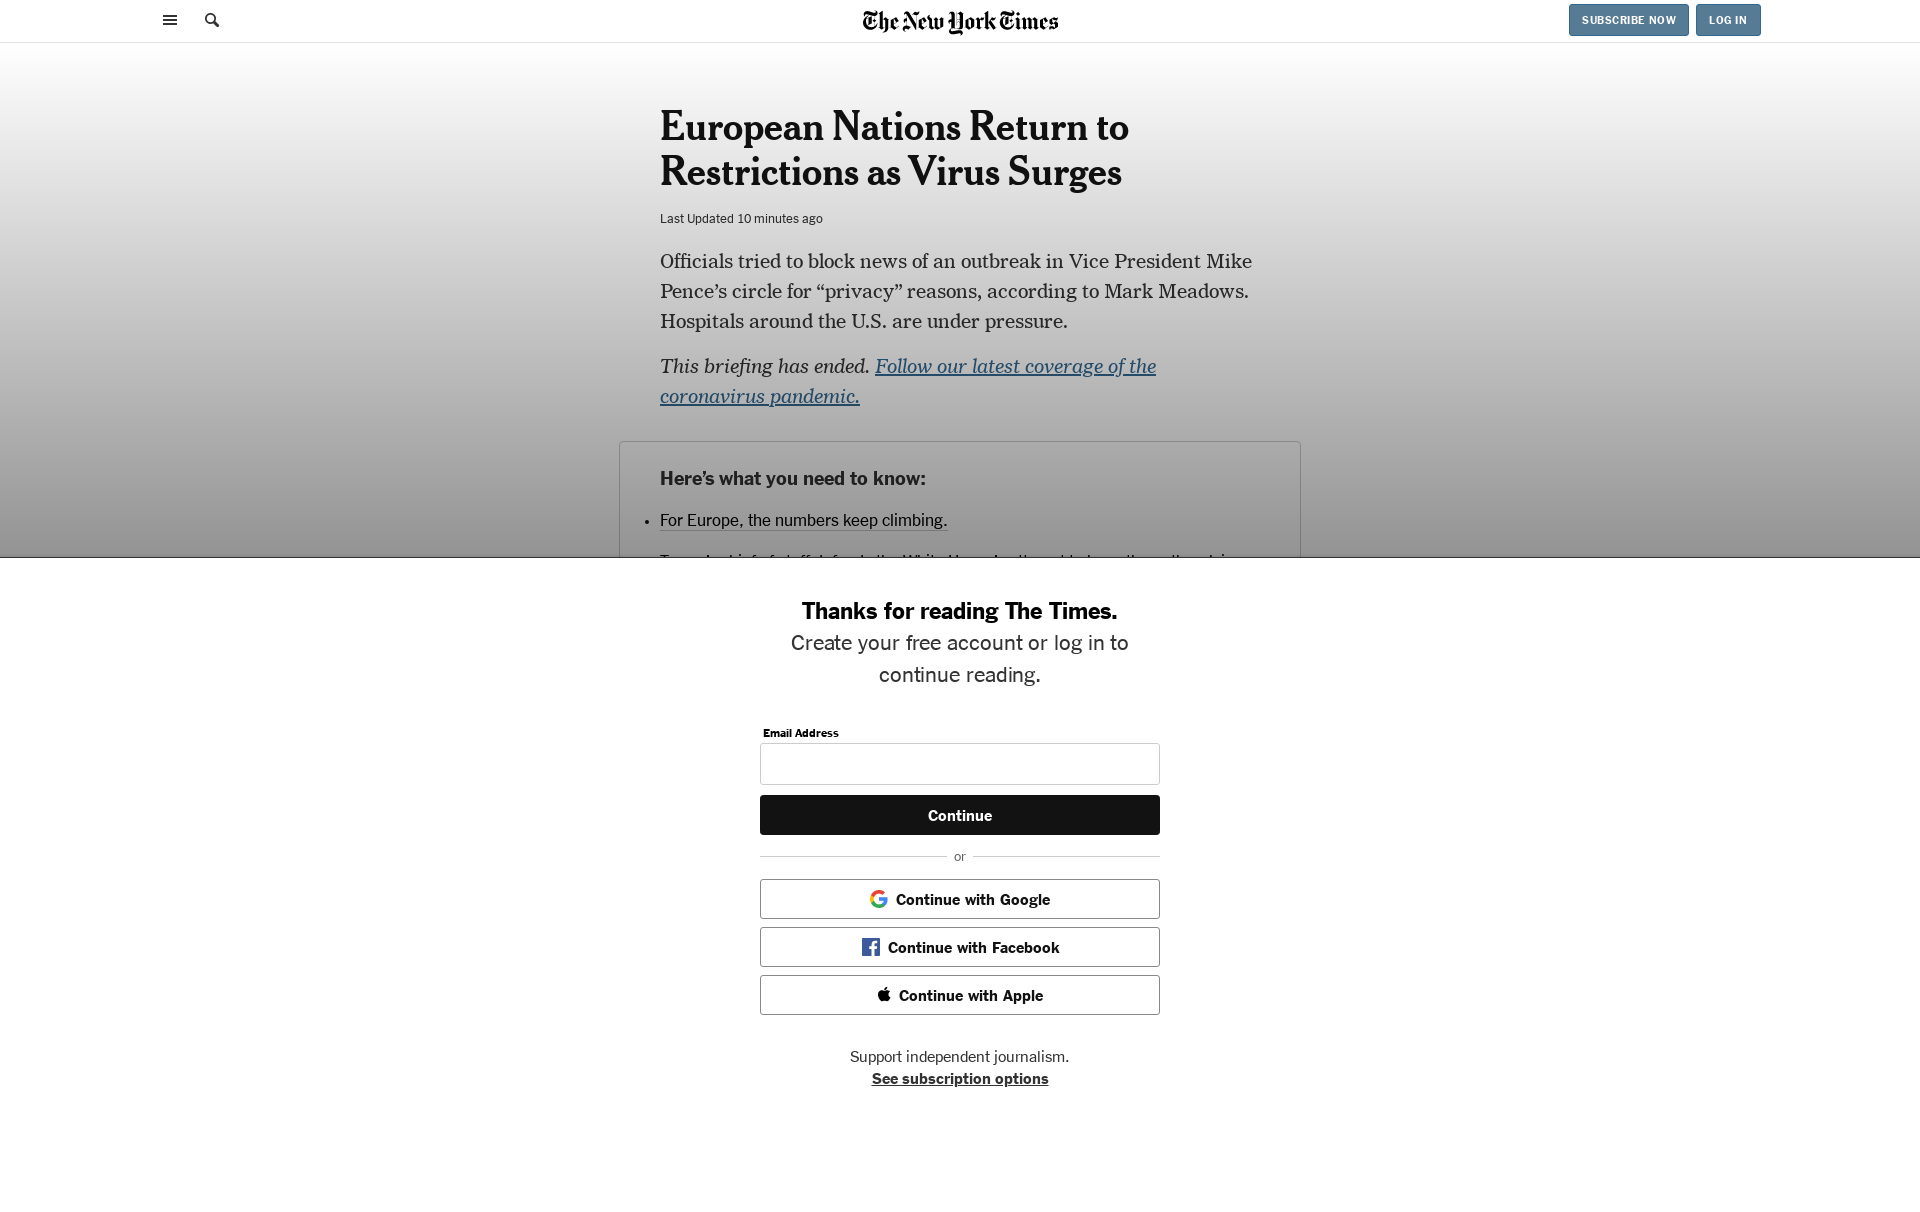 The New York Times
SUBSCRIBE NOW
LOG IN
European Nations Return to
Restrictions as Virus Surges
Last Updated 10 minutes ago
Officials tried to block news of an outbreak in Vice President Mike
Pence’s circle for “privacy” reasons, according to Mark Meadows.
Hospitals around the U.S. are under pressure.
This briefing has ended. Follow our latest coverage of the
coronavirus pandemic.
Here’s what you need to know:
• For Europe, the numbers keep climbing.
Thanks for reading The Times.
Create your free account or log in to
continue reading.
Email Address
Continue
or
Continue with Google
Continue with Facebook
Continue with Apple
Support independent journalism.
See subscription options